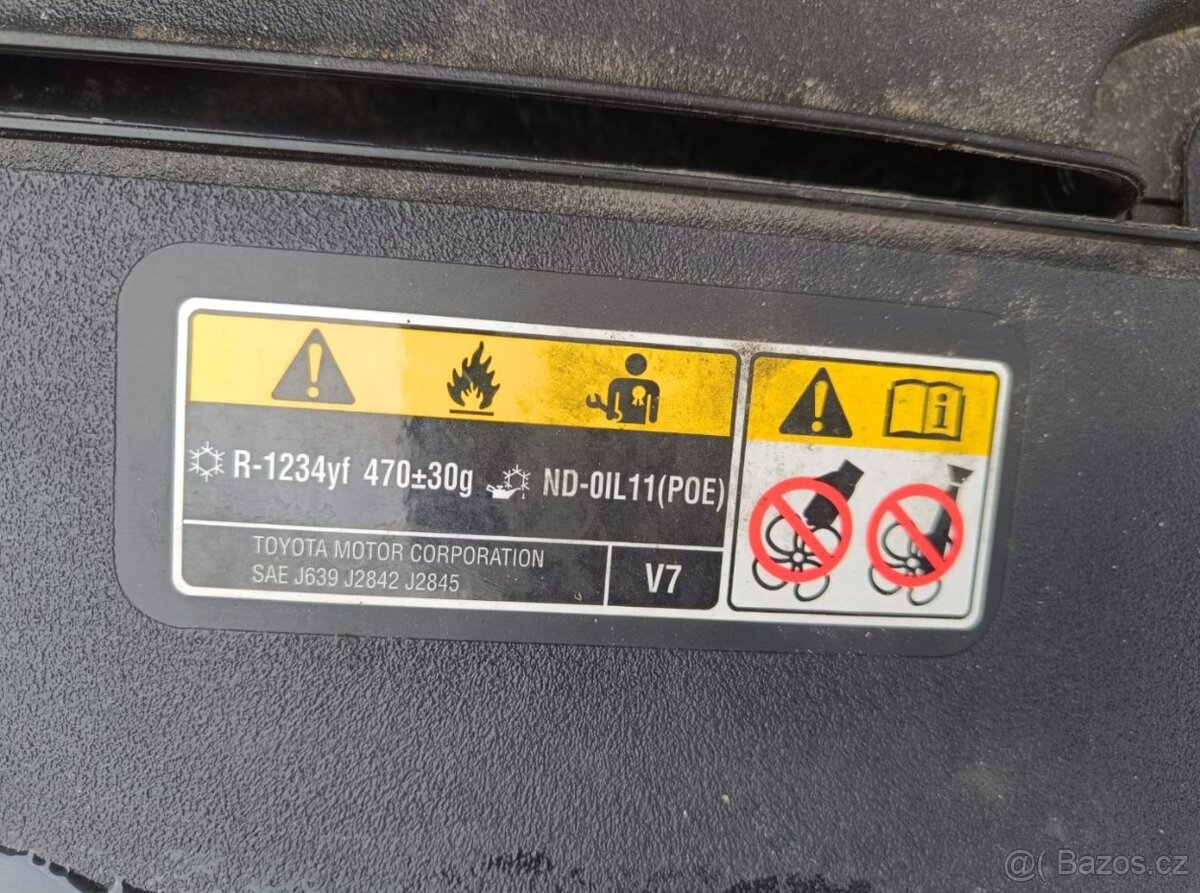 R-1234yf 470±30g ND-OIL11(POE)
TOYOTA MOTOR CORPORATION
SAE J639 J2842 J2845
V7
@( Bazos.cz